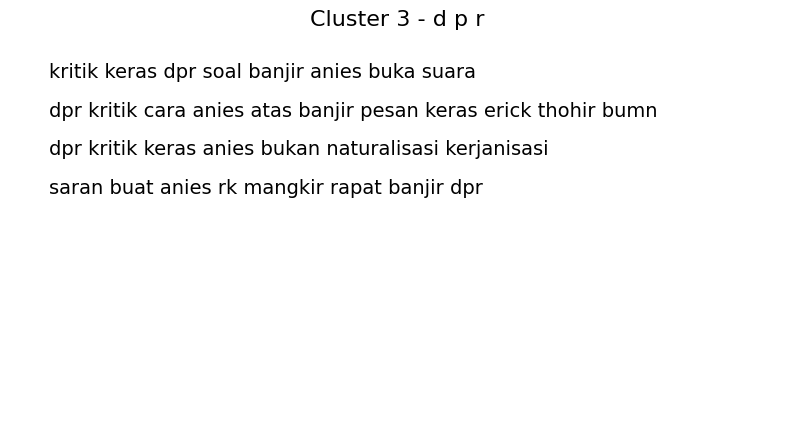 Cluster 3 - d p r
kritik keras dpr soal banjir anies buka suara
dpr kritik cara anies atas banjir pesan keras erick thohir bumn
dpr kritik keras anies bukan naturalisasi kerjanisasi
saran buat anies rk mangkir rapat banjir dpr